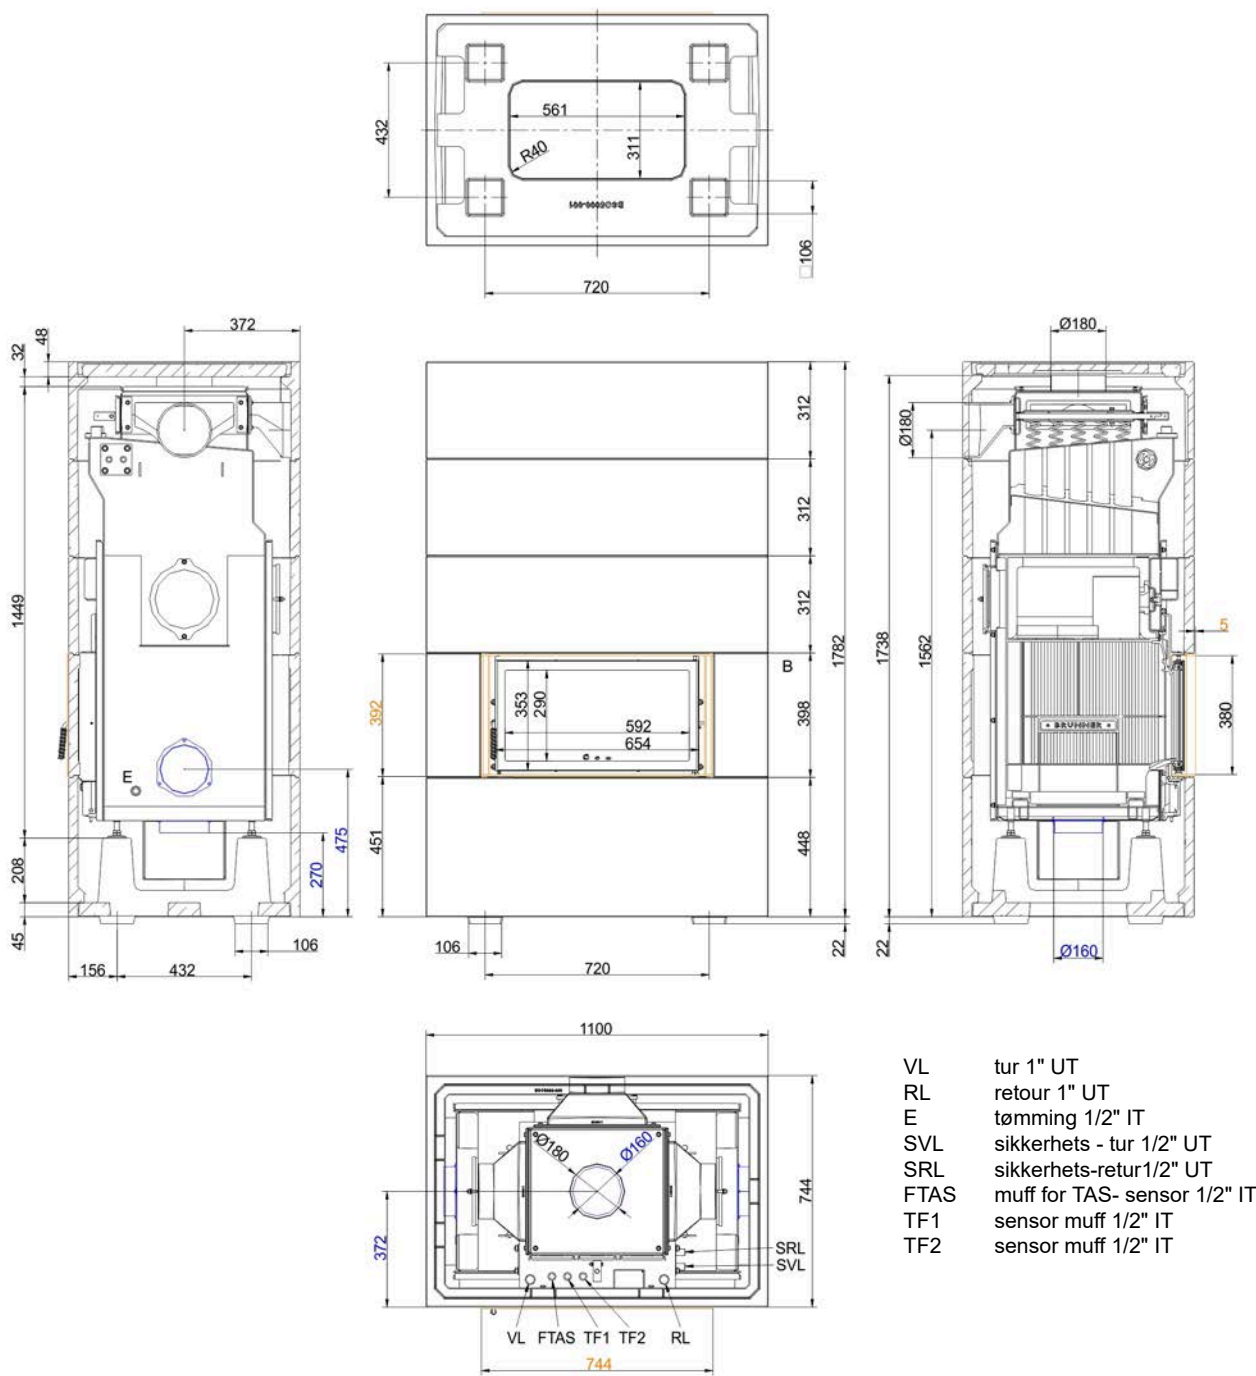 561
432
311
R40
106
720
372
48
32
1449
E
475
270
208
45
106
156
432
312
312
312
1782
B
392
353
290
592
654
398
451
448
106
22
720
Ø180
Ø180
1738
1562
5
380
BRUNNER
22
Ø160
1100
Ø180
Ø160
744
372
SRL
SVL
VL FTAS TF1 TF2 RL
744
VL tur 1" UT
RL retour 1" UT
E tømming 1/2" IT
SVL sikkerhets - tur 1/2" UT
SRL sikkerhets-retur1/2" UT
FTAS muff for TAS- sensor 1/2" IT
TF1 sensor muff 1/2" IT
TF2 sensor muff 1/2" IT